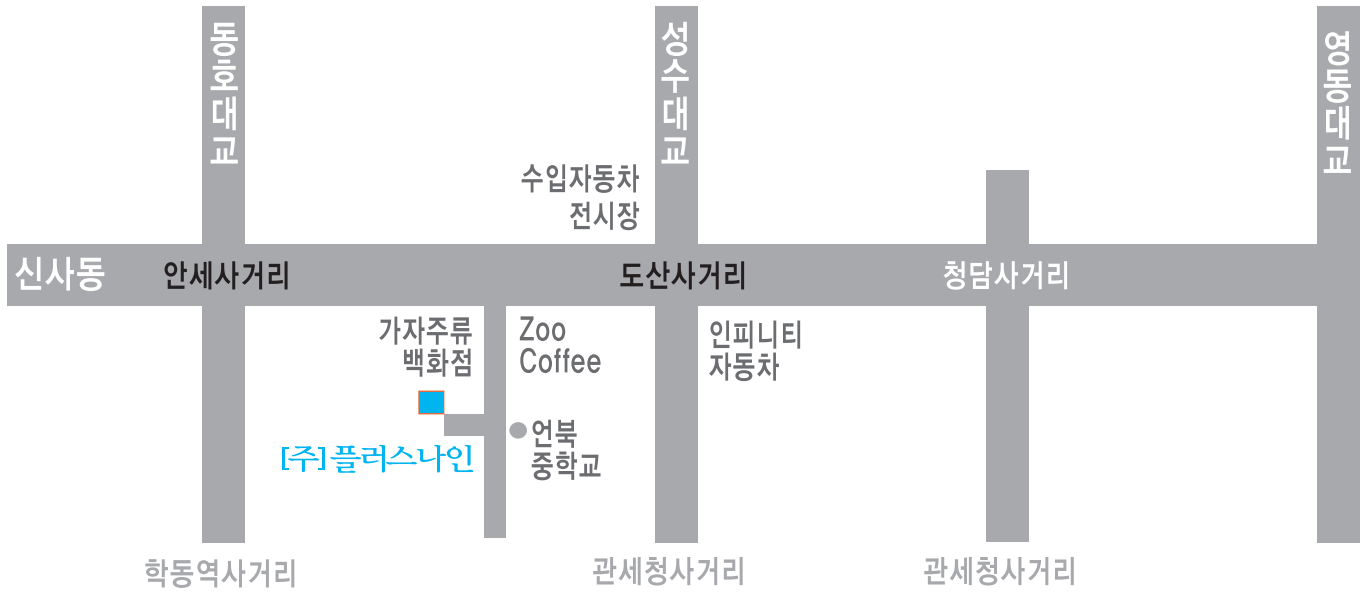 동호대교
성수대교
영동대교
수입자동차
전시장
신사동
안세사거리
도산사거리
청담사거리
가자주류
백화점
Zoo
Coffee
인피니티
자동차
언북
중학교
[주]플러스나인
학동역사거리
관세청사거리
관세청사거리